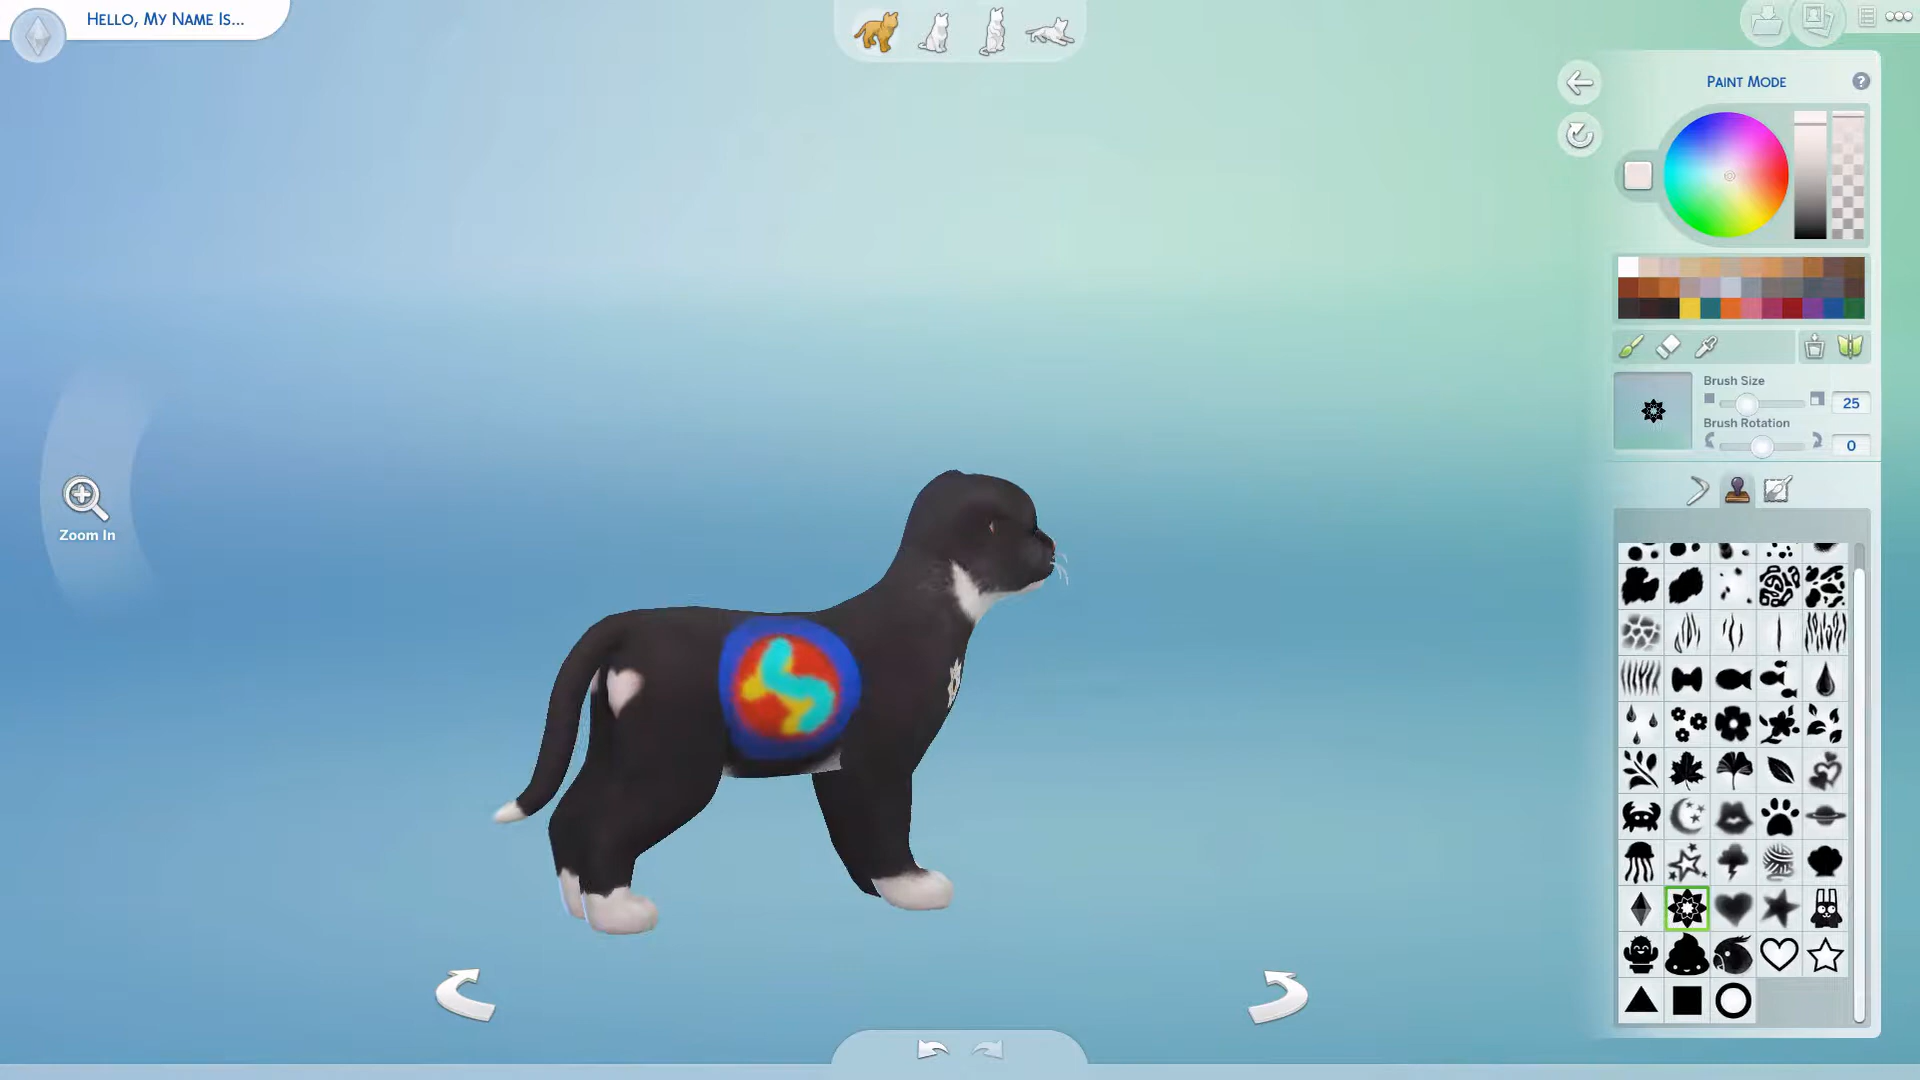 Hello, My Name Is...
Paint Mode
?
Brush Size
25
Brush Rotation
0
Zoom In